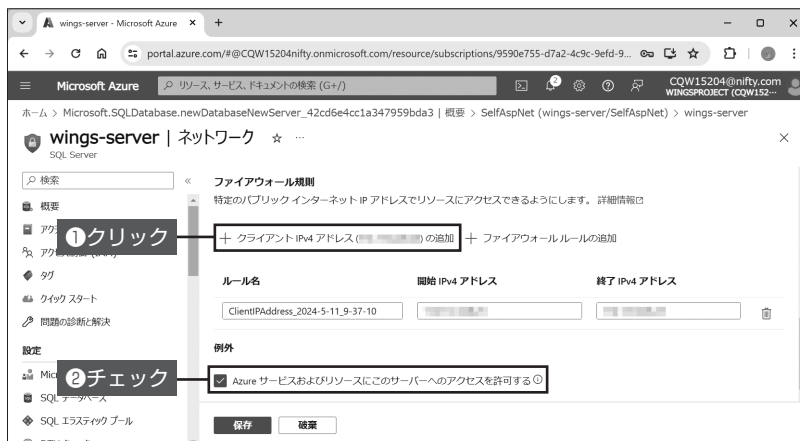 wings-server - Microsoft Azure
portal.azure.com/#@CQW15204nifty.onmicrosoft.com/resource/subscriptions/9590e755-d7a2-4c9c-9efd-9...
Microsoft Azure
リソース、サービス、ドキュメントの検索 (G+/)
2
CQW15204@nifty.com
WINGSPROJECT (CQW152...
ホーム > Microsoft.SQLDatabase.newDatabaseNewServer_42cd6e4cc1a347959bda3 | 概要 > SelfAspNet (wings-server/SelfAspNet) > wings-server
wings-server | ネットワーク ☆ …
SQL Server
検索
概要
タグ
クイック スタート
問題の診断と解決
設定
SQL データベース
SQL エラスティック プール
ファイアウォール規則
特定のパブリック インターネット IP アドレスでリソースにアクセスできるようにします。 詳細情報
❶クリック
＋ クライアント IPv4 アドレス ( ) の追加
＋ ファイアウォール ルールの追加
ルール名 開始 IPv4 アドレス 終了 IPv4 アドレス
ClientIPAddress_2024-5-11_9-37-10
例外
❷チェック
Azure サービスおよびリソースにこのサーバーへのアクセスを許可する
保存 破棄